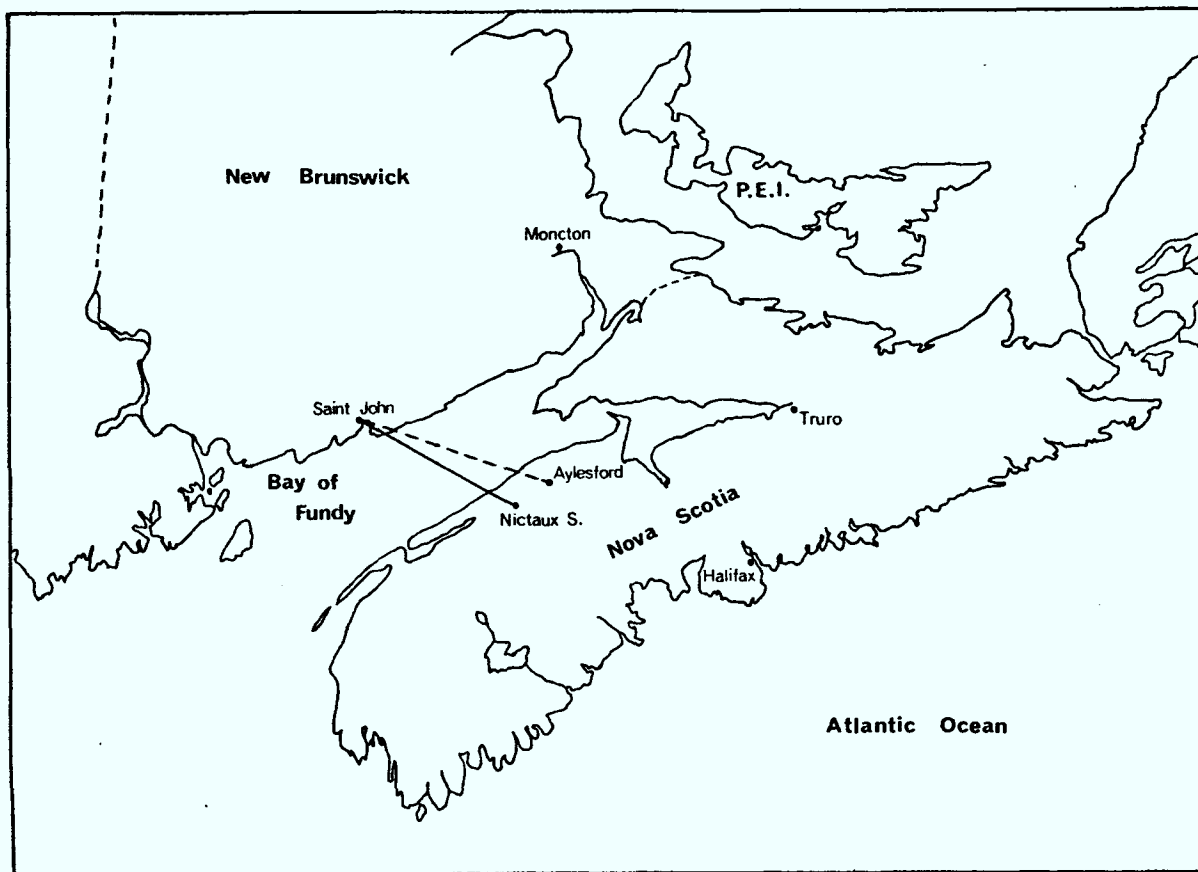 New Brunswick
P.E.I.
Moncton
Saint John
Truro
Bay of
Fundy
Aylesford
Nictaux S.
Nova Scotia
Halifax
Atlantic Ocean